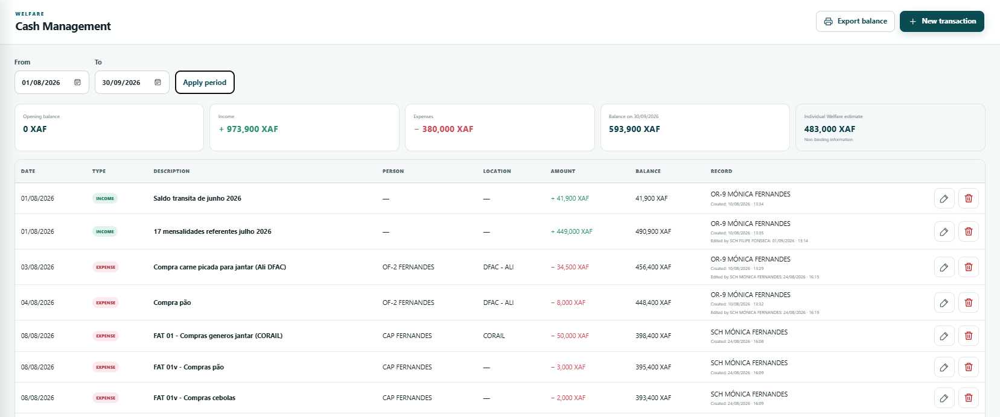 WELFARE
Cash Management
Export balance
+ New transaction
From To
01/08/2026 30/09/2026 Apply period
Opening balance
0 XAF
Income
+ 973,900 XAF
Expenses
− 380,000 XAF
Balance on 30/09/2026
593,900 XAF
Individual Welfare estimate
483,000 XAF
Non-binding information
DATE TYPE DESCRIPTION PERSON LOCATION AMOUNT BALANCE RECORD
01/08/2026 INCOME Saldo transita de junho 2026 — — + 41,900 XAF 41,900 XAF OR-9 MÓNICA FERNANDES
Created: 10/08/2026 · 13:34
01/08/2026 INCOME 17 mensalidades referentes julho 2026 — — + 449,000 XAF 490,900 XAF OR-9 MÓNICA FERNANDES
Created: 10/08/2026 · 13:35
Edited by SCH FILIPE FONSECA: 01/09/2026 · 13:14
03/08/2026 EXPENSE Compra carne picada para jantar (Ali DFAC) OF-2 FERNANDES DFAC - ALI − 34,500 XAF 456,400 XAF OR-9 MÓNICA FERNANDES
Created: 10/08/2026 · 13:29
Edited by SCH MÓNICA FERNANDES: 24/08/2026 · 16:15
04/08/2026 EXPENSE Compra pão OF-2 FERNANDES DFAC - ALI − 8,000 XAF 448,400 XAF OR-9 MÓNICA FERNANDES
Created: 10/08/2026 · 13:32
Edited by SCH MÓNICA FERNANDES: 24/08/2026 · 16:15
08/08/2026 EXPENSE FAT 01 - Compras generos jantar (CORAIL) CAP FERNANDES CORAIL − 50,000 XAF 398,400 XAF SCH MÓNICA FERNANDES
Created: 24/08/2026 · 16:08
08/08/2026 EXPENSE FAT 01v - Compras pão CAP FERNANDES — − 3,000 XAF 395,400 XAF SCH MÓNICA FERNANDES
Created: 24/08/2026 · 16:09
08/08/2026 EXPENSE FAT 01v - Compras cebolas CAP FERNANDES — − 2,000 XAF 393,400 XAF SCH MÓNICA FERNANDES
Created: 24/08/2026 · 16:09